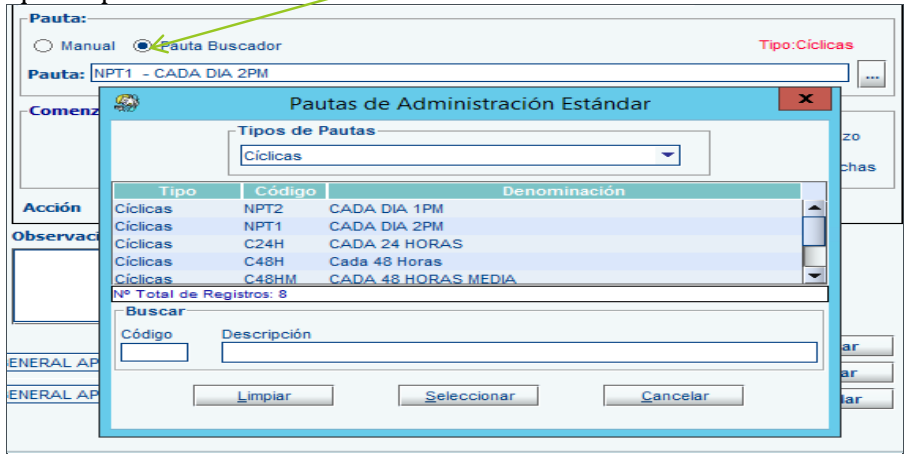 Pauta:
Manual Pauta Buscador Tipo:Cíclicas
Pauta: NPT1 - CADA DIA 2PM ...
Comenz
Pautas de Administración Estándar x
zo
chas
Tipos de Pautas
Cíclicas
Tipo Código Denominación
Cíclicas NPT2 CADA DIA 1PM
Cíclicas NPT1 CADA DIA 2PM
Cíclicas C24H CADA 24 HORAS
Cíclicas C48H Cada 48 Horas
Cíclicas C48HM CADA 48 HORAS MEDIA
Nº Total de Registros: 8
Acción
Observaci
Buscar
Código Descripción
Limpiar Seleccionar Cancelar
ENERAL AP
ENERAL AP
ar
ar
lar